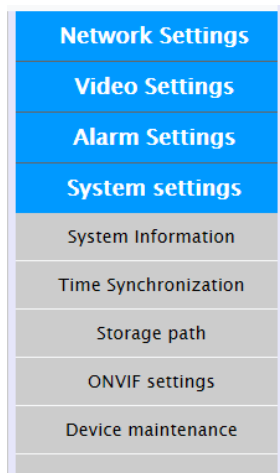 Network Settings
Video Settings
Alarm Settings
System settings
System Information
Time Synchronization
Storage path
ONVIF settings
Device maintenance